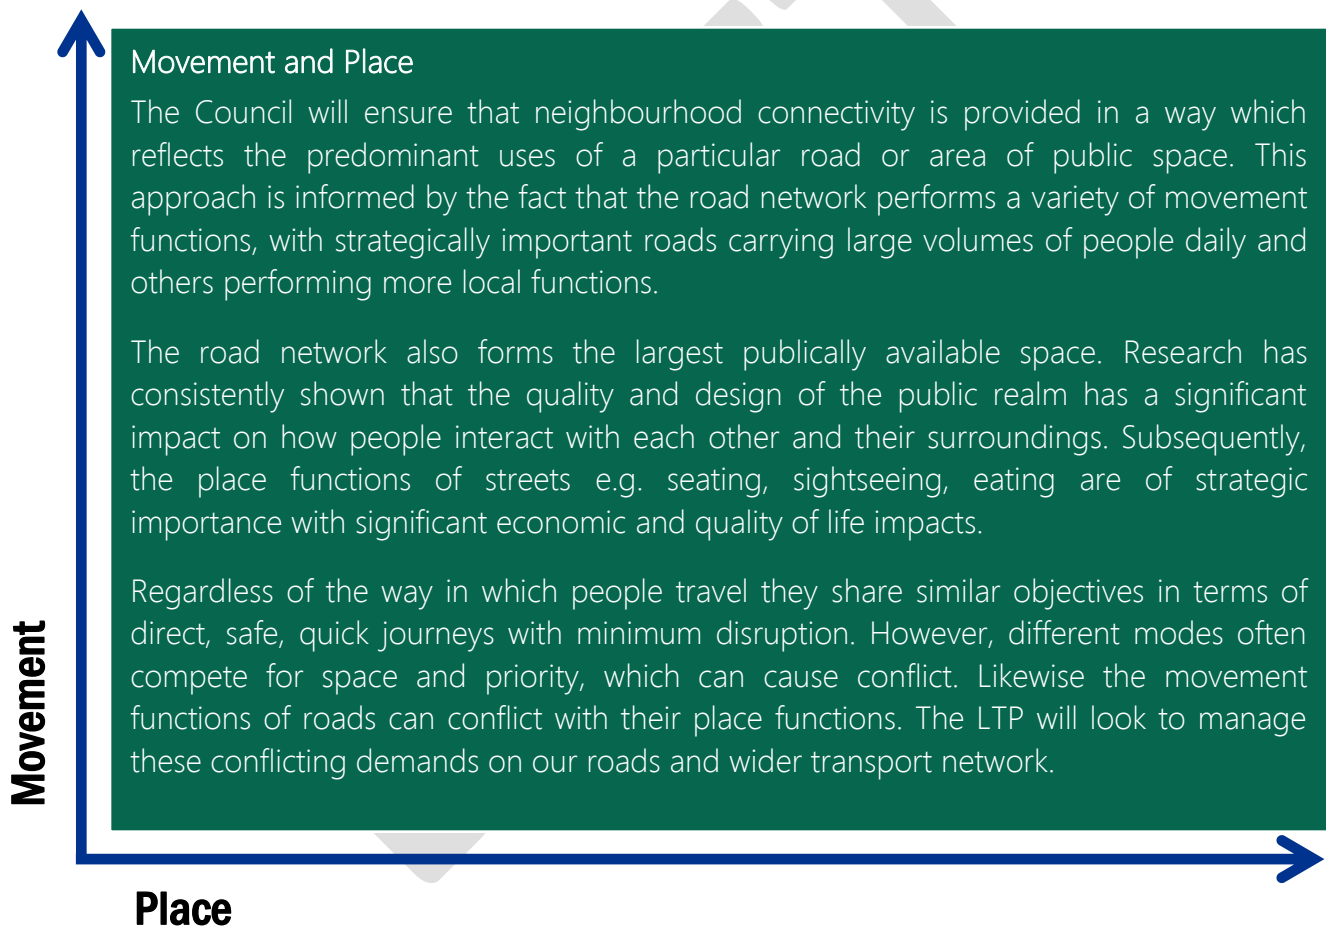 Movement and Place
The Council will ensure that neighbourhood connectivity is provided in a way which
reflects the predominant uses of a particular road or area of public space. This
approach is informed by the fact that the road network performs a variety of movement
functions, with strategically important roads carrying large volumes of people daily and
others performing more local functions.
The road network also forms the largest publically available space. Research has
consistently shown that the quality and design of the public realm has a significant
impact on how people interact with each other and their surroundings. Subsequently,
the place functions of streets e.g. seating, sightseeing, eating are of strategic
importance with significant economic and quality of life impacts.
Regardless of the way in which people travel they share similar objectives in terms of
direct, safe, quick journeys with minimum disruption. However, different modes often
compete for space and priority, which can cause conflict. Likewise the movement
functions of roads can conflict with their place functions. The LTP will look to manage
these conflicting demands on our roads and wider transport network.
Movement
Place